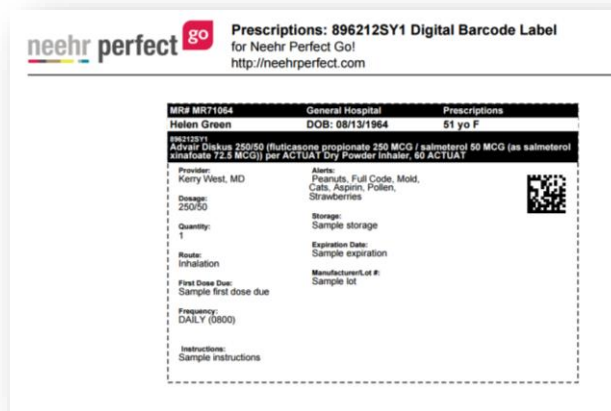 neehr perfect go
Prescriptions: 896212SY1 Digital Barcode Label
for Neehr Perfect Go!
http://neehrperfect.com
MR# MR71064 General Hospital Prescriptions
Helen Green DOB: 08/13/1964 51 yo F
896212SY1
Advair Diskus 250/50 (fluticasone propionate 250 MCG / salmeterol 50 MCG (as salmeterol
xinafoate 72.5 MCG)) per ACTUAT Dry Powder Inhaler, 60 ACTUAT
Provider:
Kerry West, MD
Dosage:
250/50
Quantity:
1
Route:
Inhalation
First Dose Due:
Sample first dose due
Frequency:
DAILY (0800)
Instructions:
Sample instructions
Alerts:
Peanuts, Full Code, Mold,
Cats, Aspirin, Pollen,
Strawberries
Storage:
Sample storage
Expiration Date:
Sample expiration
Manufacturer/Lot #:
Sample lot